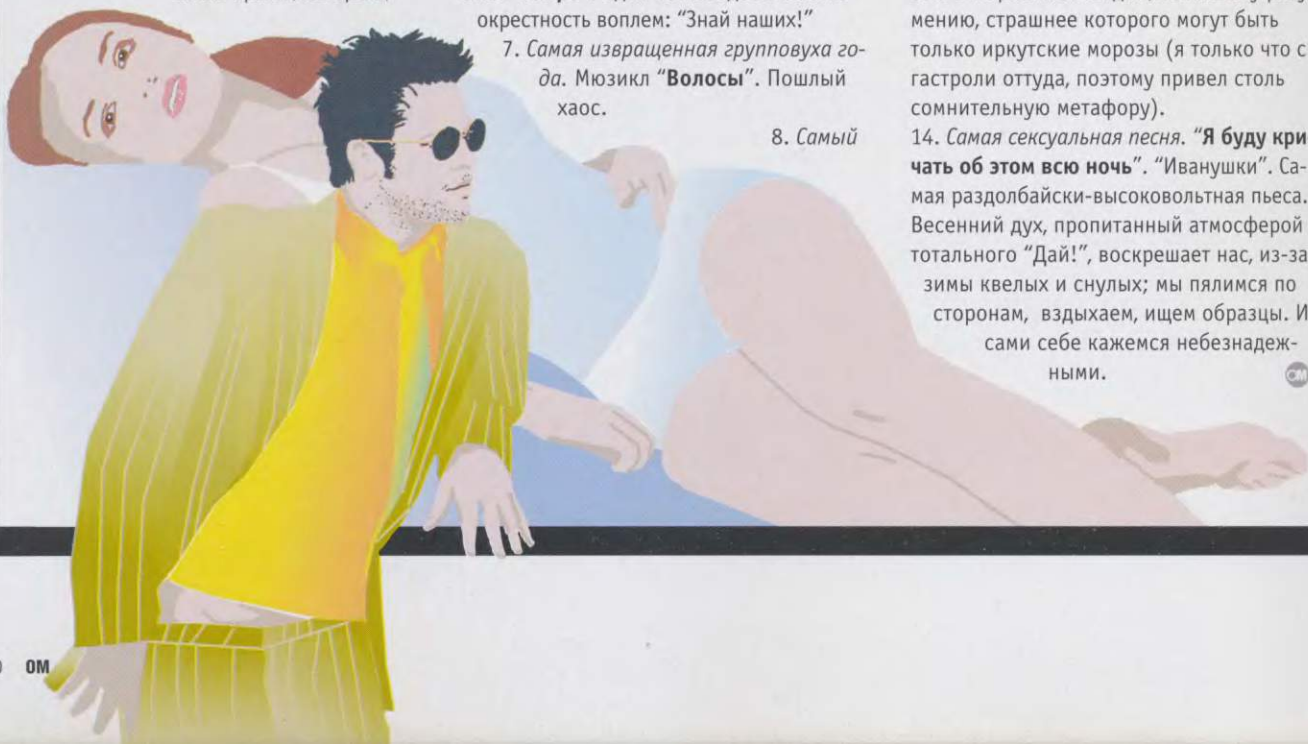 окрестность воплем: “Знай наших!”
7. Самая извращенная групповуха го-
да. Мюзикл “Волосы”. Пошлый
хаос.
8. Самый
мению, страшнее которого могут быть
только иркутские морозы (я только что с
гастроли оттуда, поэтому привел столь
сомнительную метафору).
14. Самая сексуальная песня. “Я буду кри
чать об этом всю ночь”. “Иванушки”. Са-
мая раздолбайски-высоковольтная пьеса.
Весенний дух, пропитанный атмосферой
тотального “Дай!”, воскрешает нас, из-за
зимы квелых и снулых; мы пялимся по
сторонам, вздыхаем, ищем образцы. И
сами себе кажемся небезнадеж-
ными.
ОМ
ОМ